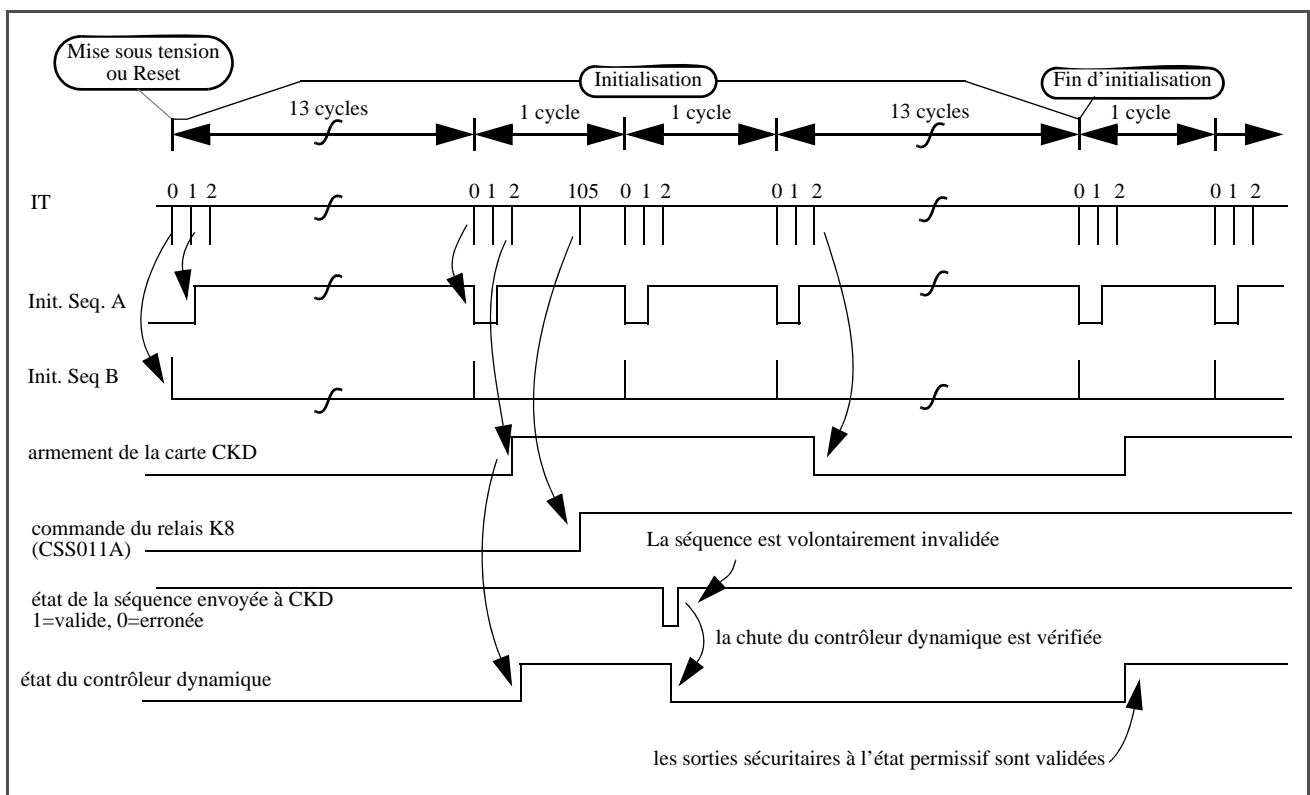 Mise sous tension
ou Reset
Initialisation
Fin d'initialisation
13 cycles
1 cycle
1 cycle
13 cycles
1 cycle
IT
0 1 2
0 1 2
105
0 1 2
0 1 2
0 1 2
0 1 2
Init. Seq. A
Init. Seq B
armement de la carte CKD
commande du relais K8
(CSS011A)
La séquence est volontairement invalidée
état de la séquence envoyée à CKD
1=valide, 0=erronée
la chute du contrôleur dynamique est vérifiée
état du contrôleur dynamique
les sorties sécuritaires à l'état permissif sont validées